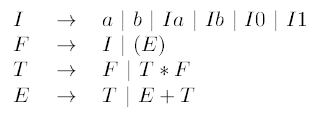 I → a | b | Ia | Ib | I0 | I1
F → I | (E)
T → F | T ∗ F
E → T | E + T